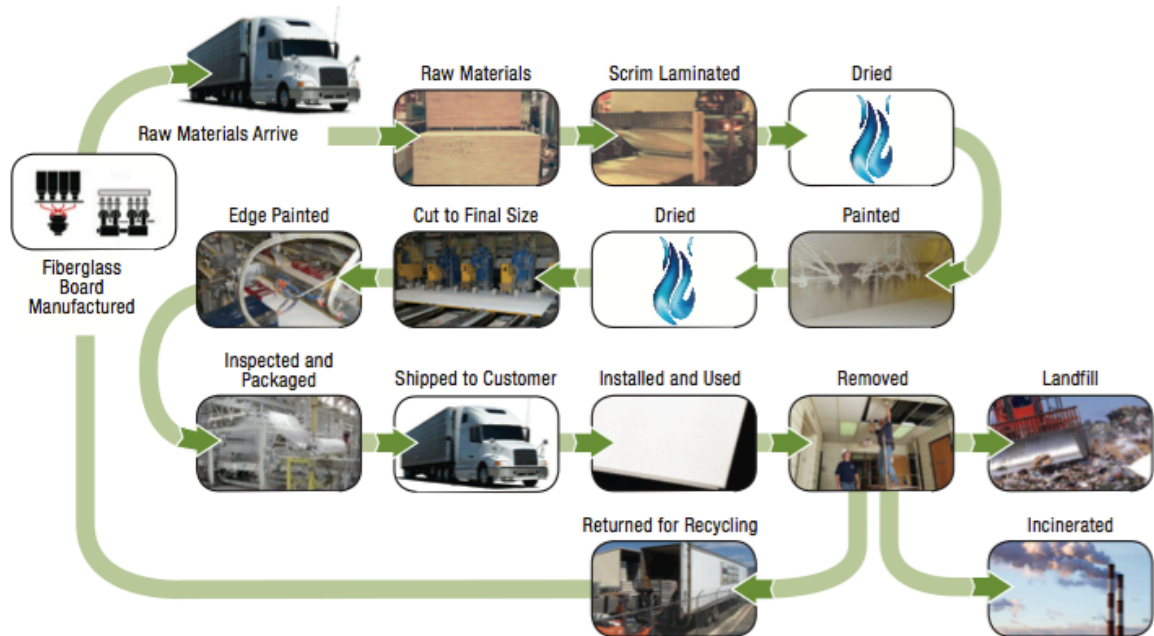 Raw Materials Arrive
Raw Materials
Scrim Laminated
Dried
Fiberglass
Board
Manufactured
Edge Painted
Cut to Final Size
Dried
Painted
Inspected and
Packaged
Shipped to Customer
Installed and Used
Removed
Landfill
Returned for Recycling
Incinerated